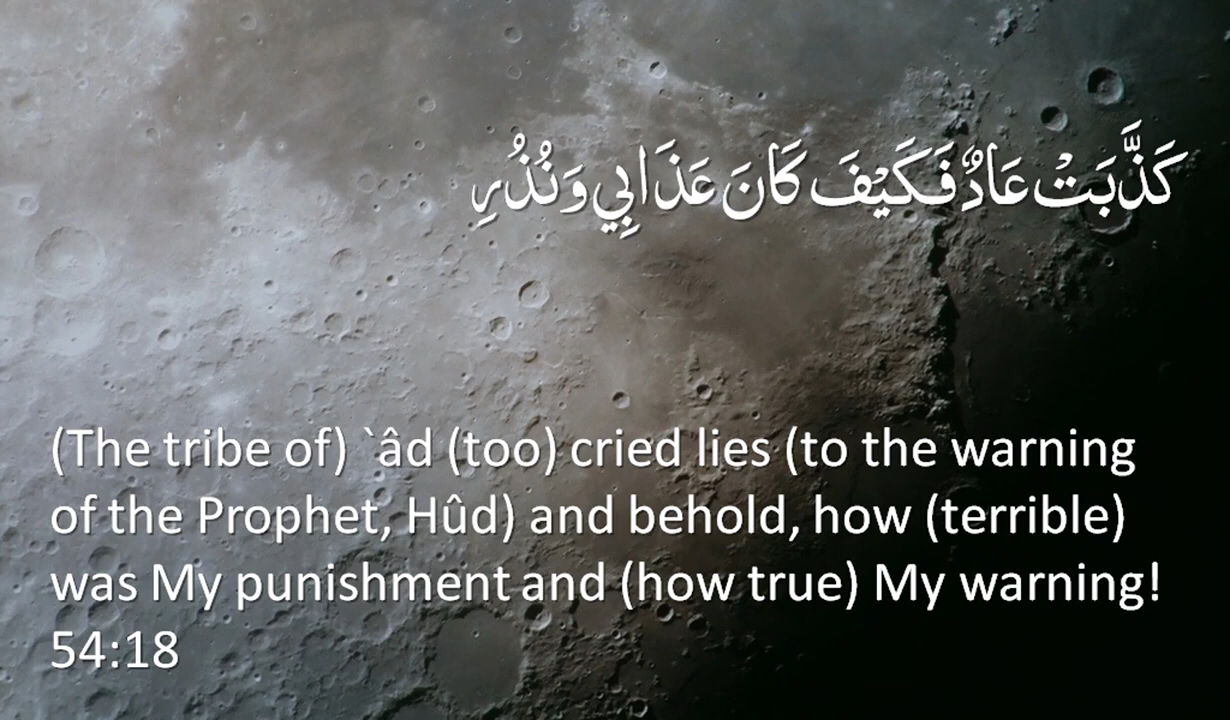 كَذَّبَتْ عَادٌ فَكَيْفَ كَانَ عَذَابِي وَنُذُرِ
(The tribe of) `âd (too) cried lies (to the warning
of the Prophet, Hûd) and behold, how (terrible)
was My punishment and (how true) My warning!
54:18